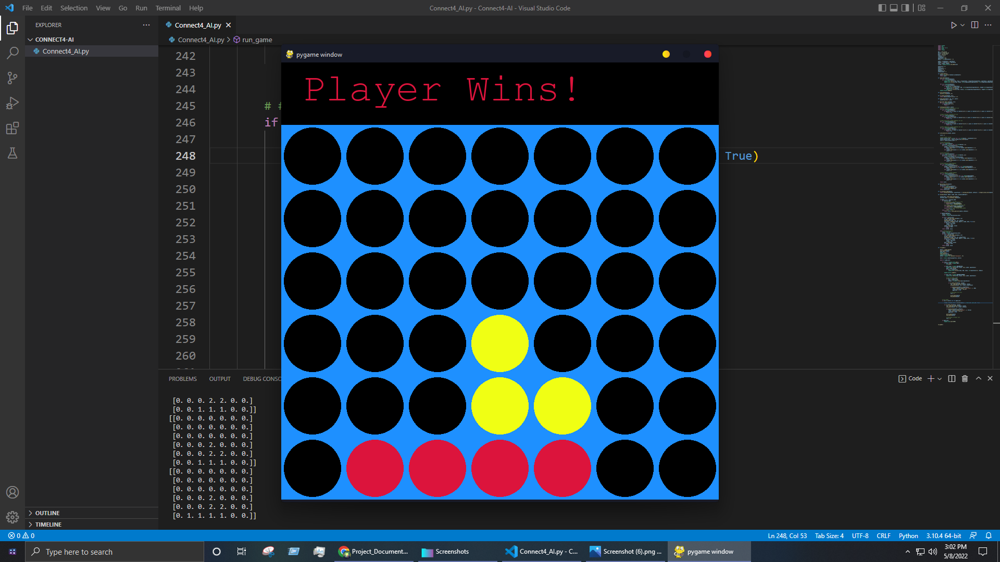 File Edit Selection View Go Run Terminal Help
Connect4_AI.py - Connect4-AI - Visual Studio Code
EXPLORER
CONNECT4-AI
Connect4_AI.py
Connect4_AI.py
Connect4_AI.py > run_game
242
243
244
245 # #
246 if
247
248 True)
249
250
251
252
253
254
255
256
257
258
259
260
pygame window
Player Wins!
PROBLEMS OUTPUT DEBUG CONSO
Code
[0. 0. 0. 2. 2. 0. 0.]
[0. 0. 1. 1. 1. 0. 0.]]
[[0. 0. 0. 0. 0. 0. 0.]
[0. 0. 0. 0. 0. 0. 0.]
[0. 0. 0. 0. 0. 0. 0.]
[0. 0. 0. 2. 0. 0. 0.]
[0. 0. 0. 2. 2. 0. 0.]
[0. 0. 1. 1. 1. 0. 0.]]
[[0. 0. 0. 0. 0. 0. 0.]
[0. 0. 0. 0. 0. 0. 0.]
[0. 0. 0. 0. 0. 0. 0.]
[0. 0. 0. 2. 0. 0. 0.]
[0. 0. 0. 2. 2. 0. 0.]
[0. 1. 1. 1. 1. 0. 0.]]
OUTLINE
TIMELINE
0 0
Ln 248, Col 53 Tab Size: 4 UTF-8 CRLF Python 3.10.4 64-bit
Type here to search
Project_Document...
Screenshots
Connect4_AI.py - C...
Screenshot (6).png ...
pygame window
3:02 PM
5/8/2022